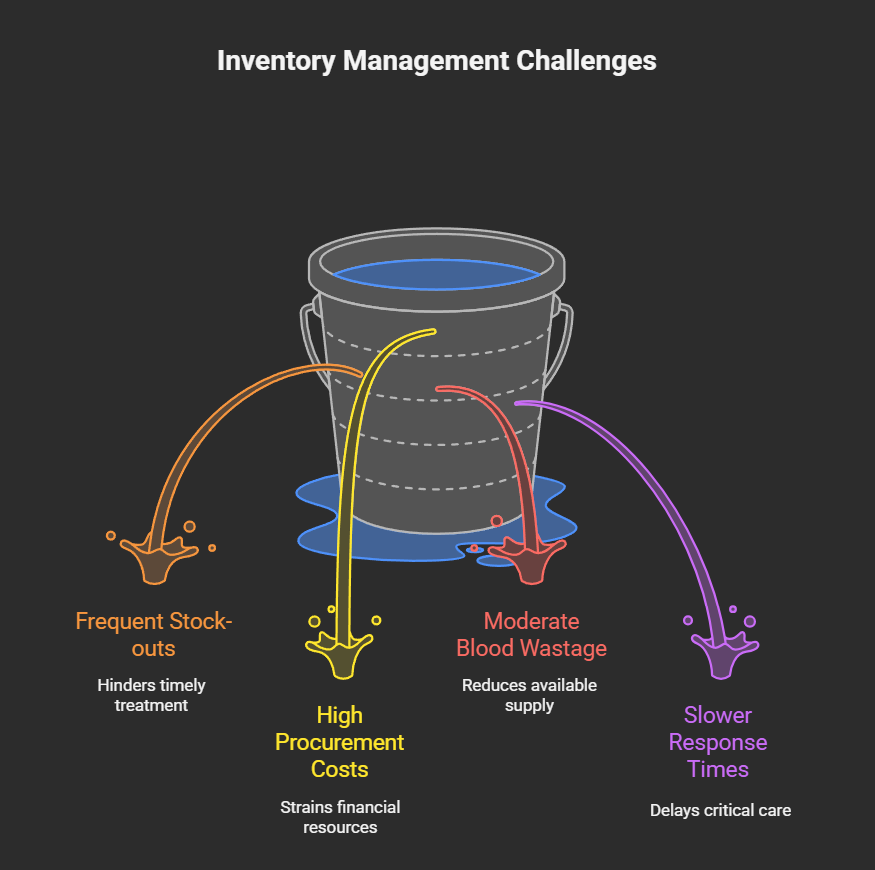 Inventory Management Challenges
Frequent Stock-
outs
Hinders timely
treatment
High
Procurement
Costs
Strains financial
resources
Moderate
Blood Wastage
Reduces available
supply
Slower
Response
Times
Delays critical care